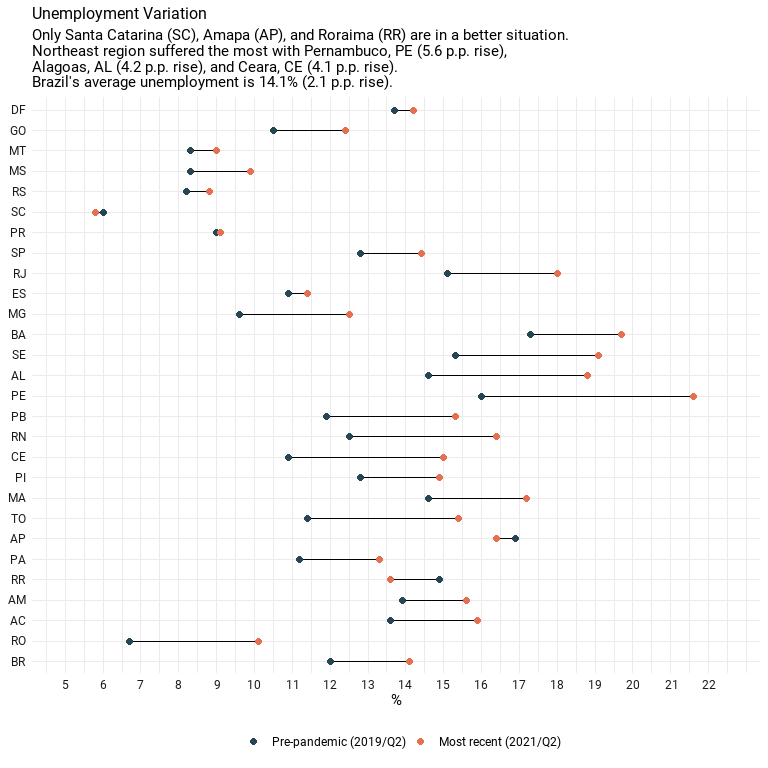 Unemployment Variation
Only Santa Catarina (SC), Amapa (AP), and Roraima (RR) are in a better situation.
Northeast region suffered the most with Pernambuco, PE (5.6 p.p. rise),
Alagoas, AL (4.2 p.p. rise), and Ceara, CE (4.1 p.p. rise).
Brazil's average unemployment is 14.1% (2.1 p.p. rise).
DF
GO
MT
MS
RS
SC
PR
SP
RJ
ES
MG
BA
SE
AL
PE
PB
RN
CE
PI
MA
TO
AP
PA
RR
AM
AC
RO
BR
5 6 7 8 9 10 11 12 13 14 15 16 17 18 19 20 21 22
%
Pre-pandemic (2019/Q2) Most recent (2021/Q2)